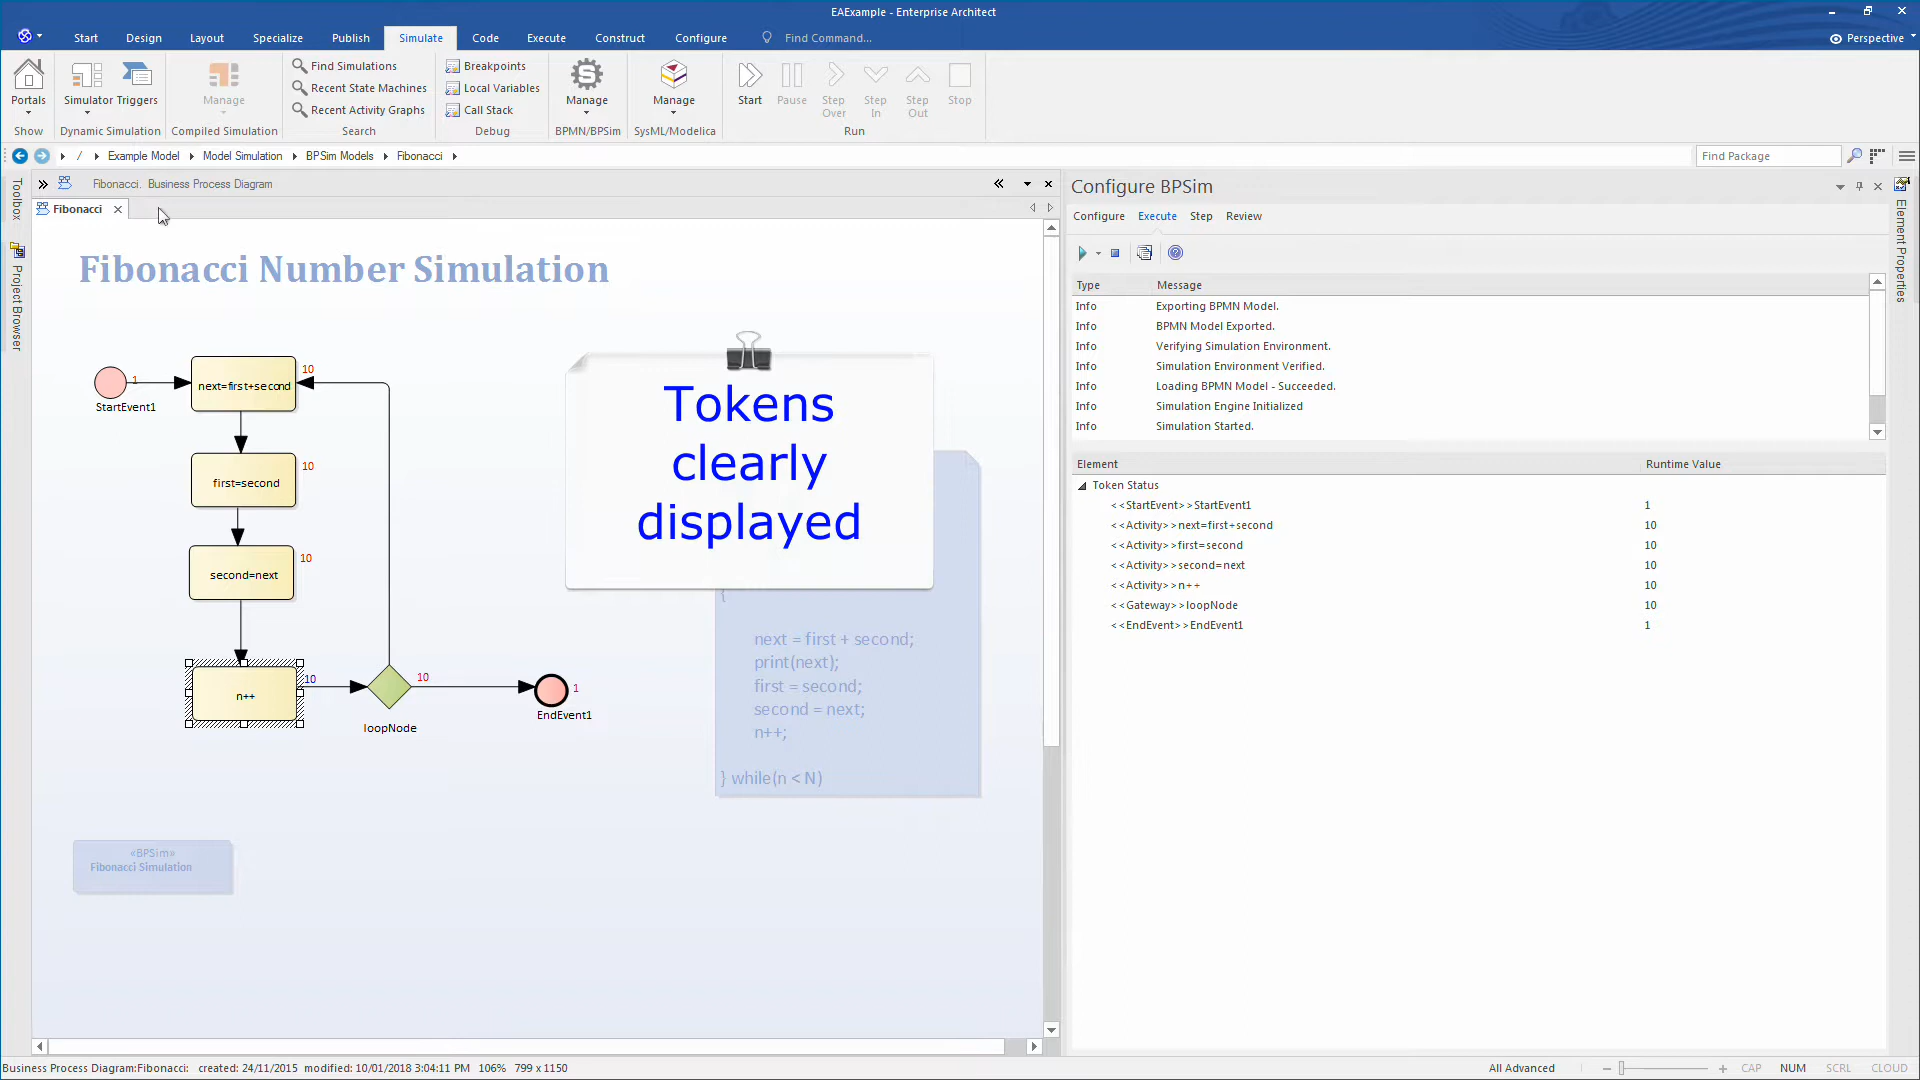 EAExample - Enterprise Architect
Start Design Layout Specialize Publish Simulate Code Execute Construct Configure Find Command... Perspective
Portals
Show
Simulator Triggers
Dynamic Simulation
Manage
Compiled Simulation
Find Simulations
Recent State Machines
Recent Activity Graphs
Search
Breakpoints
Local Variables
Call Stack
Debug
Manage
BPMN/BPSim
Manage
SysML/Modelica
Start Pause Step Over Step In Step Out Stop
Run
/ Example Model Model Simulation BPSim Models Fibonacci
Find Package
Toolbox
Project Browser
Fibonacci. Business Process Diagram
Fibonacci
Fibonacci Number Simulation
StartEvent1
1
next=first+second
10
first=second
10
second=next
10
n++
10
loopNode
10
EndEvent1
1
Tokens
clearly
displayed
{
next = first + second;
print(next);
first = second;
second = next;
n++;
} while(n < N)
«BPSim»
Fibonacci Simulation
Configure BPSim
Configure Execute Step Review
Type Message
Info Exporting BPMN Model.
Info BPMN Model Exported.
Info Verifying Simulation Environment.
Info Simulation Environment Verified.
Info Loading BPMN Model - Succeeded.
Info Simulation Engine Initialized
Info Simulation Started.
Element Runtime Value
Token Status
<<StartEvent>>StartEvent1 1
<<Activity>>next=first+second 10
<<Activity>>first=second 10
<<Activity>>second=next 10
<<Activity>>n++ 10
<<Gateway>>loopNode 10
<<EndEvent>>EndEvent1 1
Element Properties
Business Process Diagram:Fibonacci: created: 24/11/2015 modified: 10/01/2018 3:04:11 PM 106% 799 x 1150
All Advanced CAP NUM SCRL CLOUD